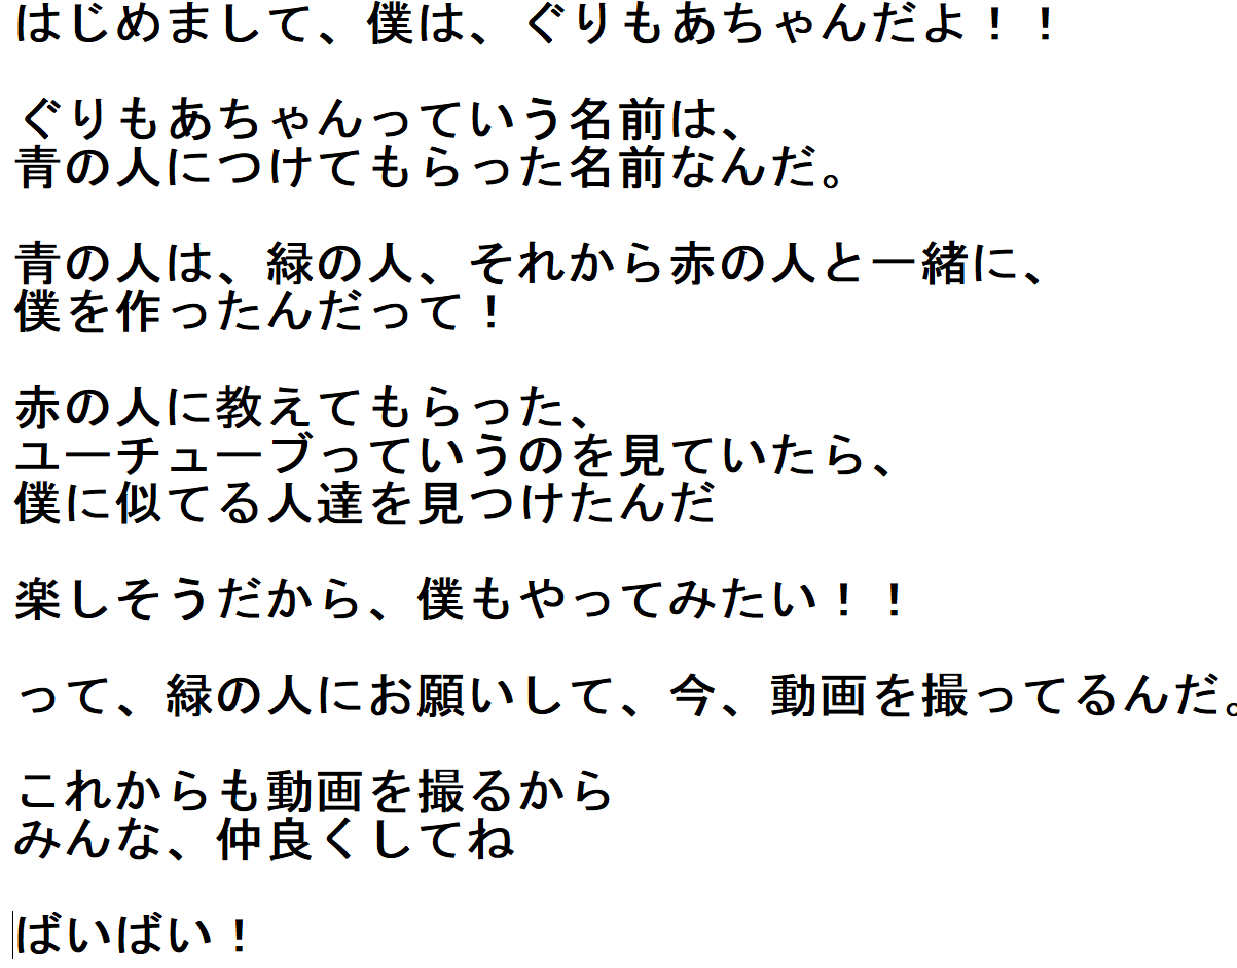 はじめまして、僕は、ぐりもあちゃんだよ！！
ぐりもあちゃんっていう名前は、
青の人につけてもらった名前なんだ。
青の人は、緑の人、それから赤の人と一緒に、
僕を作ったんだって！
赤の人に教えてもらった、
ユーチューブっていうのを見ていたら、
僕に似てる人達を見つけたんだ
楽しそうだから、僕もやってみたい！！
って、緑の人にお願いして、今、動画を撮ってるんだ。
これからも動画を撮るから
みんな、仲良くしてね
ばいばい！